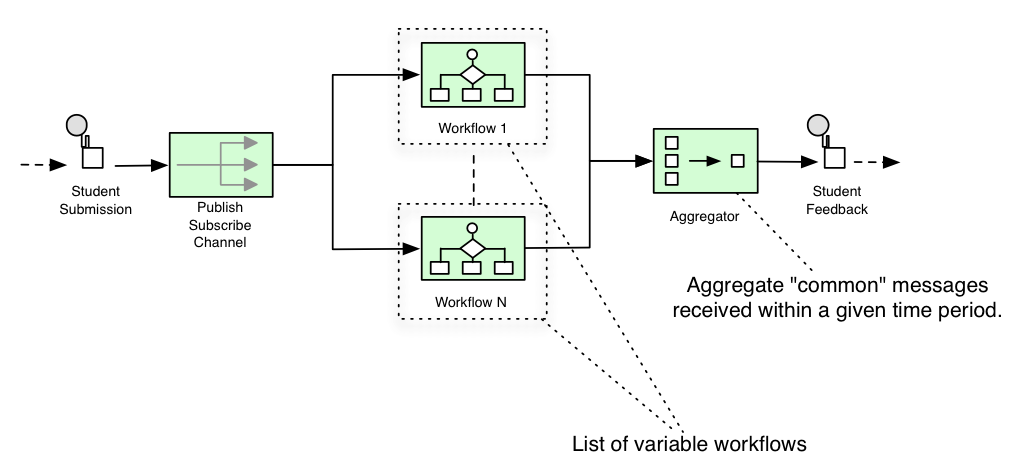 Workflow 1
Student
Submission
Publish
Subscribe
Channel
Workflow N
Aggregator
Student
Feedback
Aggregate "common" messages
received within a given time period.
List of variable workflows